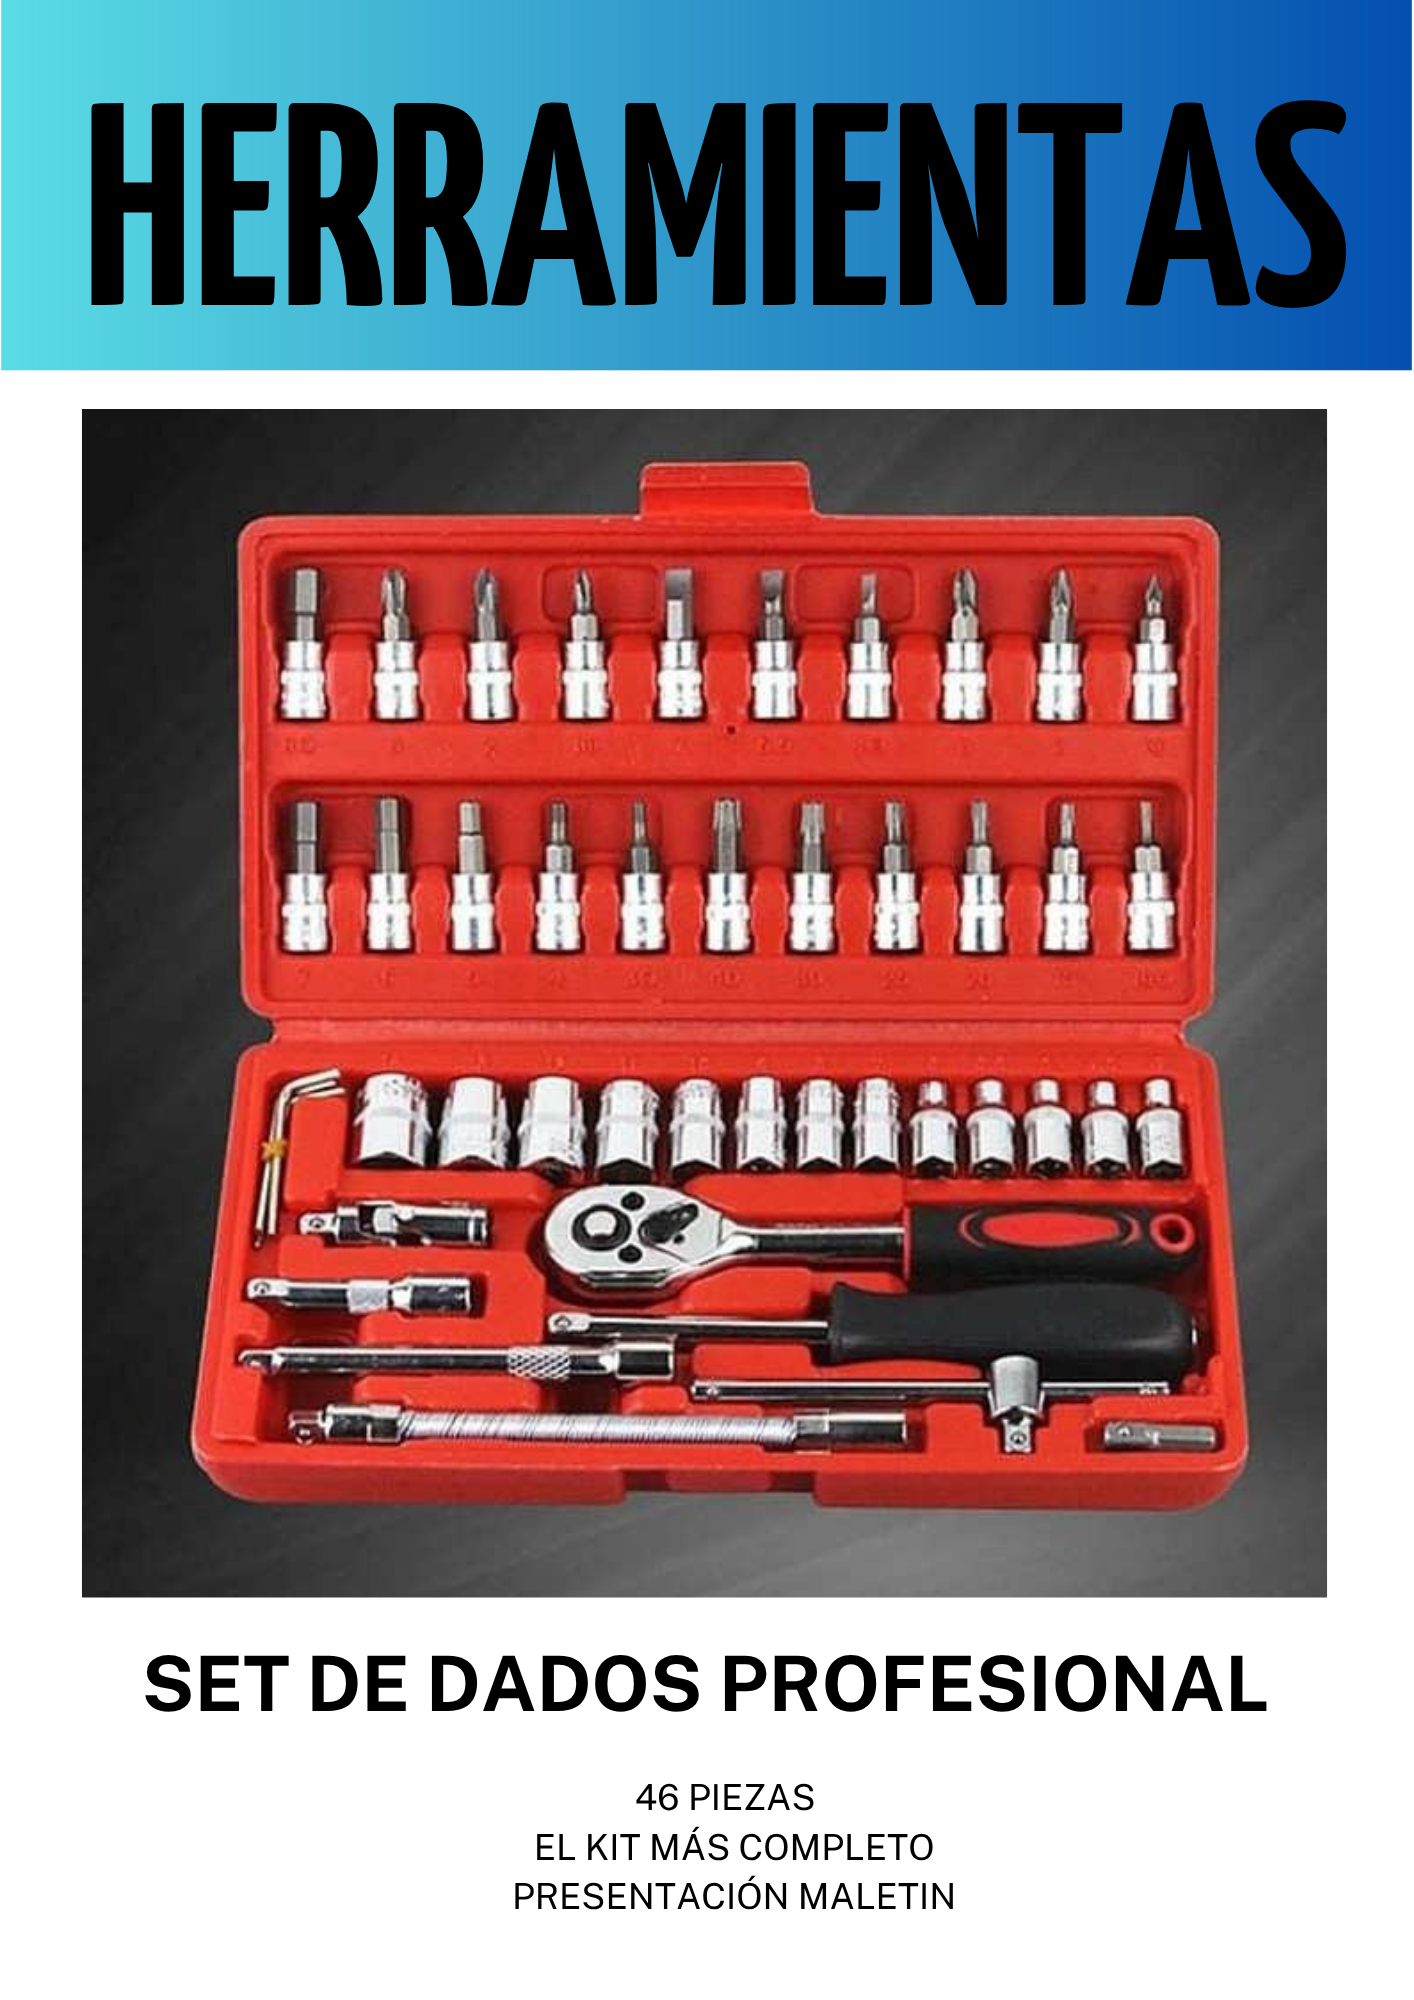 HERRAMIENTAS
SET DE DADOS PROFESIONAL
46 PIEZAS
EL KIT MÁS COMPLETO
PRESENTACIÓN MALETIN